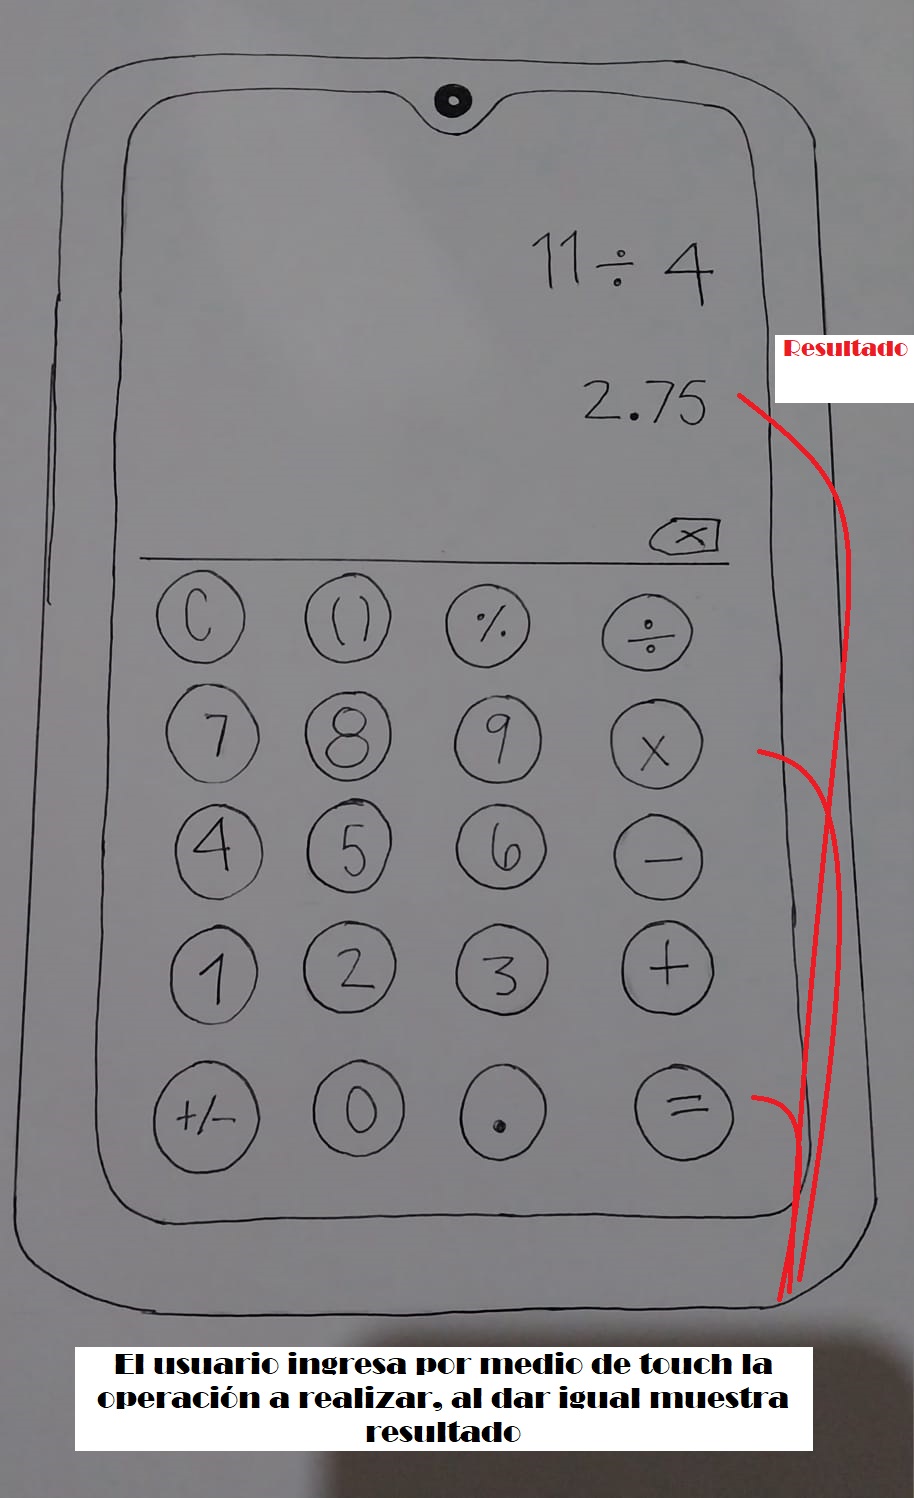 11÷ 4
Resultado
2.75
x
C () % ÷
7 8 9 x
4 5 6 -
1 2 3 +
+/- 0 . =
El usuario ingresa por medio de touch la
operación a realizar, al dar igual muestra
resultado